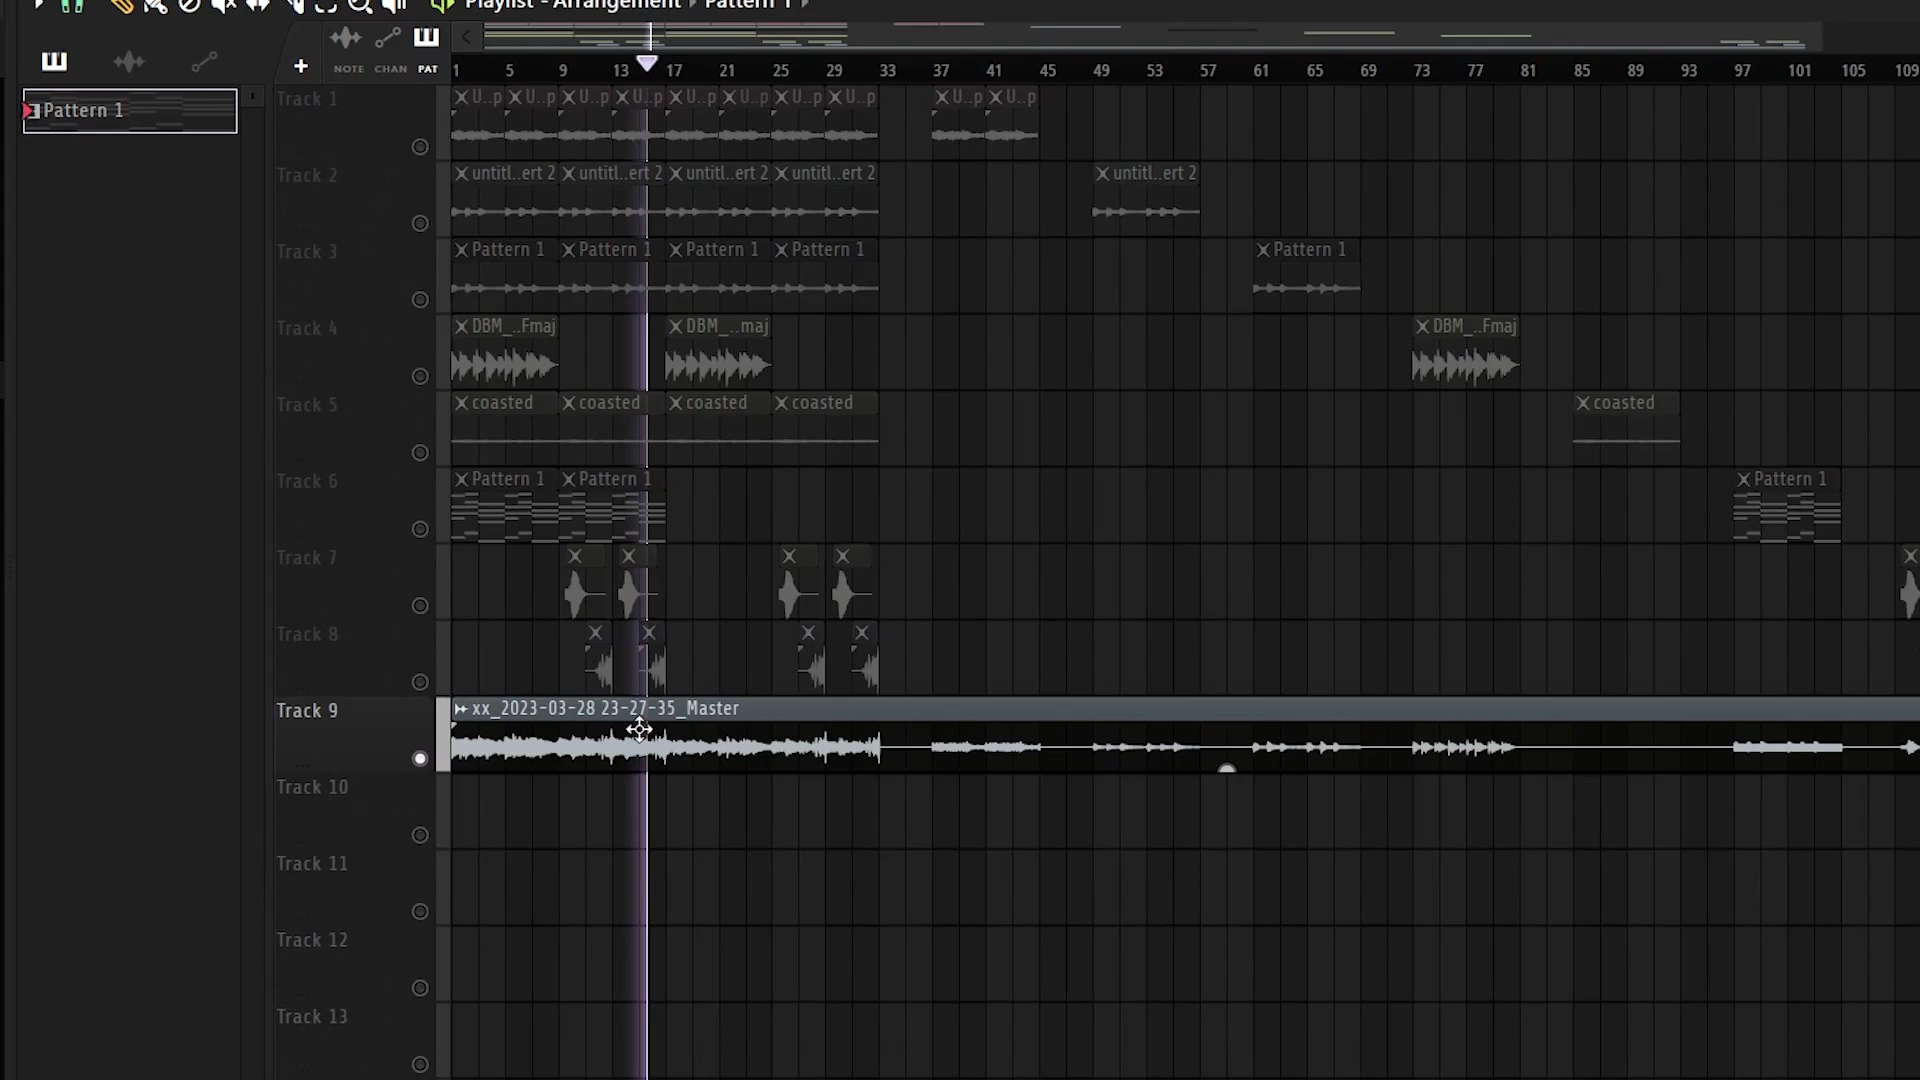 Playlist - Arrangement › Pattern 1 ›
NOTE CHAN PAT
1 5 9 13 17 21 25 29 33 37 41 45 49 53 57 61 65 69 73 77 81 85 89 93 97 101 105 109
Pattern 1
Track 1
U..p U..p U..p U..p U..p U..p U..p U..p U..p U..p
Track 2
untitl..ert 2 untitl..ert 2 untitl..ert 2 untitl..ert 2 untitl..ert 2
Track 3
Pattern 1 Pattern 1 Pattern 1 Pattern 1 Pattern 1
Track 4
DBM_..Fmaj DBM_..maj DBM_..Fmaj
Track 5
coasted coasted coasted coasted coasted
Track 6
Pattern 1 Pattern 1 Pattern 1
Track 7
Track 8
Track 9
xx_2023-03-28 23-27-35_Master
Track 10
Track 11
Track 12
Track 13